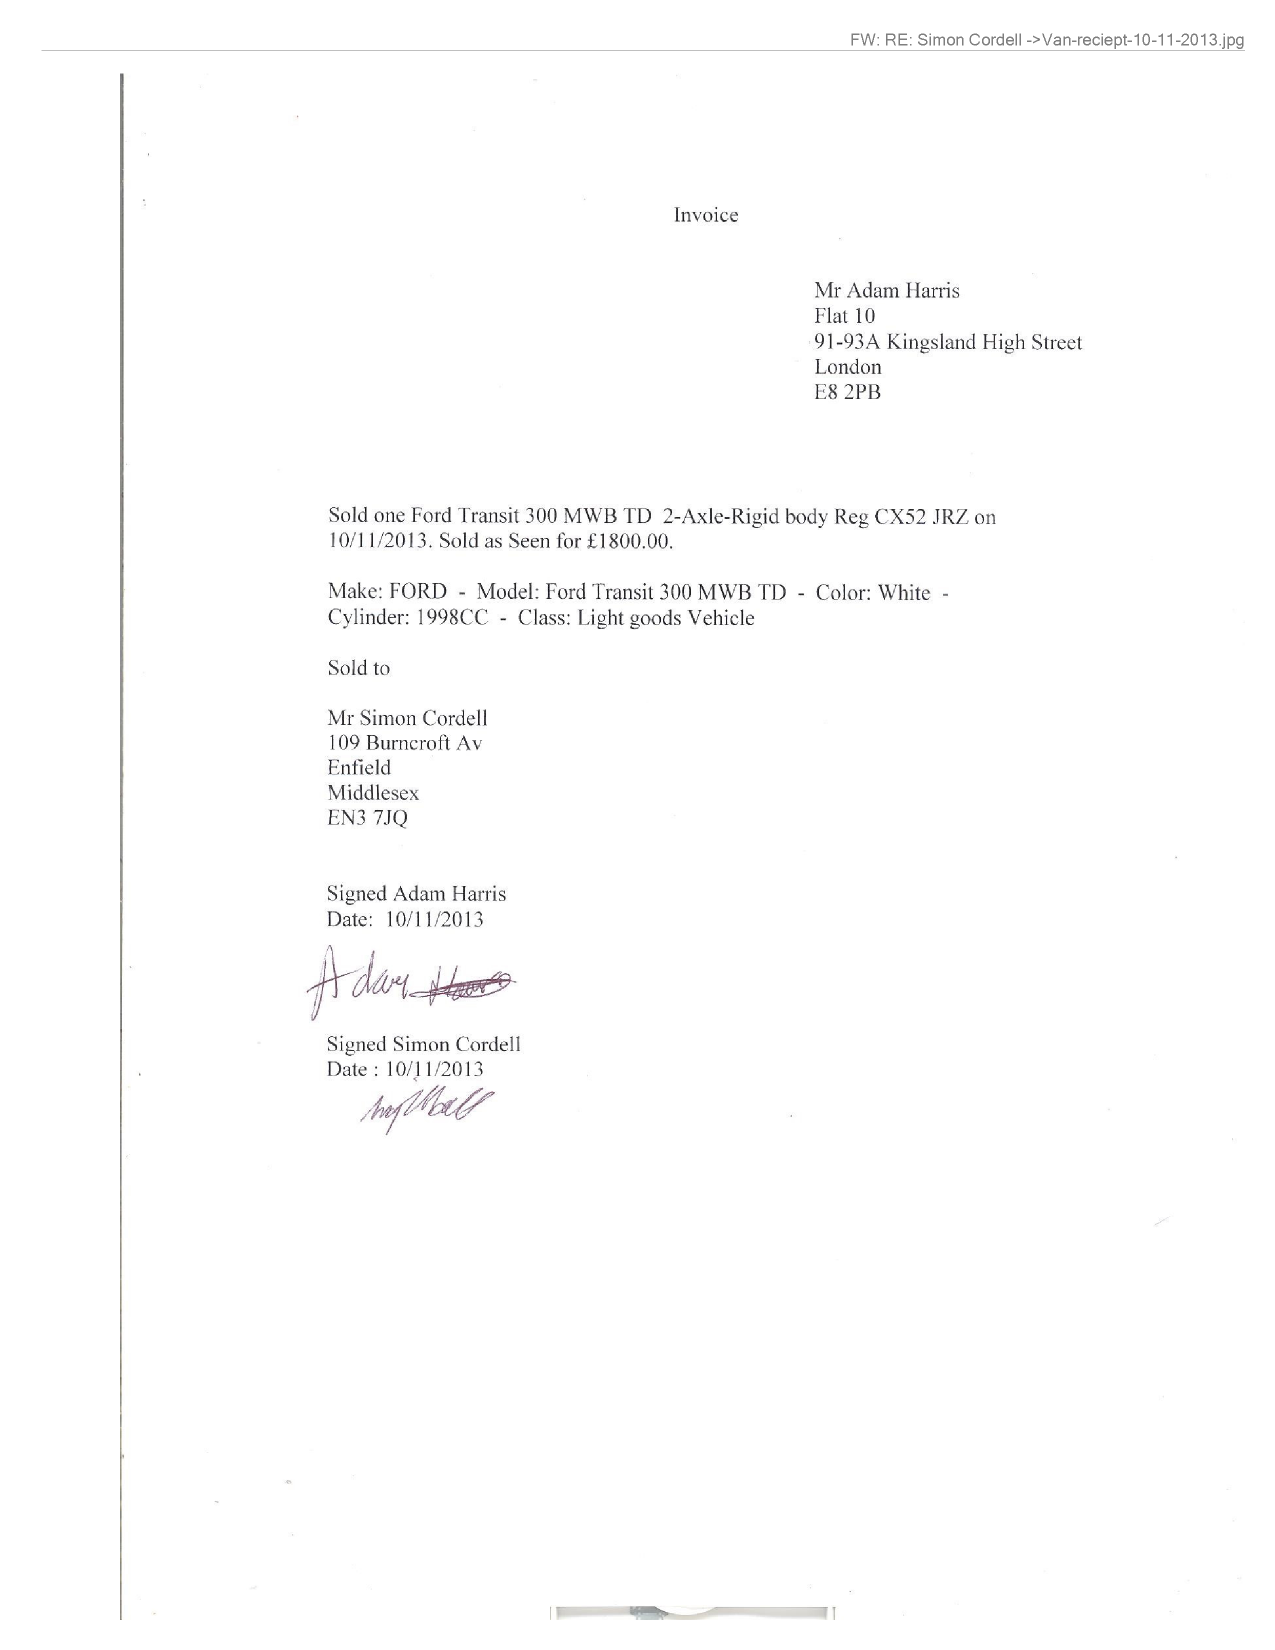 FW: RE: Simon Cordell ->Van-reciept-10-11-2013.jpg
Invoice
Mr Adam Harris
Flat 10
91-93A Kingsland High Street
London
E8 2PB
Sold one Ford Transit 300 MWB TD 2-Axle-Rigid body Reg CX52 JRZ on
10/11/2013. Sold as Seen for £1800.00.
Make: FORD - Model: Ford Transit 300 MWB TD - Color: White -
Cylinder: 1998CC - Class: Light goods Vehicle
Sold to
Mr Simon Cordell
109 Burncroft Av
Enfield
Middlesex
EN3 7JQ
Signed Adam Harris
Date: 10/11/2013
Adam
Signed Simon Cordell
Date : 10/11/2013